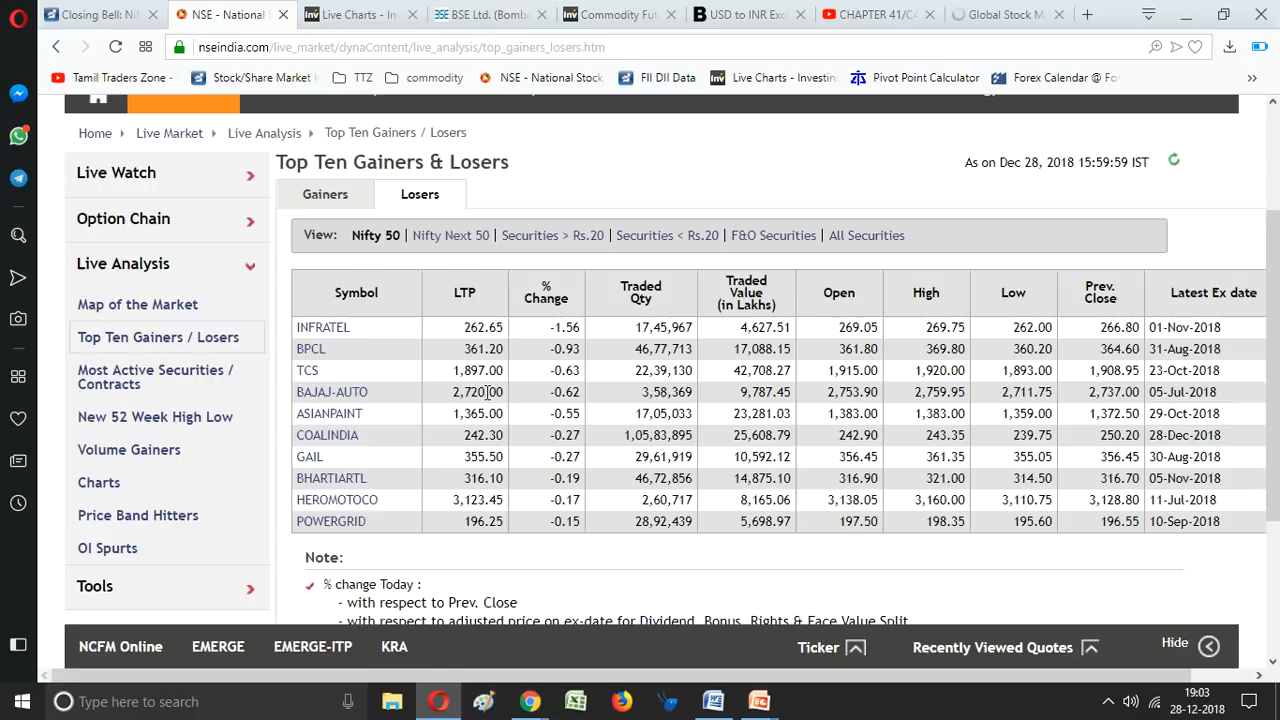 Closing Bell: Nif
NSE - National S
Live Charts - Inv
BSE Ltd. (Bomba
Commodity Fut
USD to INR Exch
CHAPTER 41/CA
Global Stock Ma
nseindia.com/live_market/dynaContent/live_analysis/top_gainers_losers.htm
Tamil Traders Zone - Stock/Share Market TTZ commodity NSE - National Stock FII DII Data Live Charts - Investi Pivot Point Calculator Forex Calendar @ Fo
Home Live Market Live Analysis Top Ten Gainers / Losers
Top Ten Gainers & Losers
As on Dec 28, 2018 15:59:59 IST
Live Watch
Option Chain
Live Analysis
Map of the Market
Top Ten Gainers / Losers
Most Active Securities /
Contracts
New 52 Week High Low
Volume Gainers
Charts
Price Band Hitters
OI Spurts
Tools
Gainers Losers
View: Nifty 50 | Nifty Next 50 | Securities > Rs.20 | Securities < Rs.20 | F&O Securities | All Securities
Symbol LTP % Change Traded Qty Traded Value (in Lakhs) Open High Low Prev. Close Latest Ex date
INFRATEL 262.65 -1.56 17,45,967 4,627.51 269.05 269.75 262.00 266.80 01-Nov-2018
BPCL 361.20 -0.93 46,77,713 17,088.15 361.80 369.80 360.20 364.60 31-Aug-2018
TCS 1,897.00 -0.63 22,39,130 42,708.27 1,915.00 1,920.00 1,893.00 1,908.95 23-Oct-2018
BAJAJ-AUTO 2,720.00 -0.62 3,58,369 9,787.45 2,753.90 2,759.95 2,711.75 2,737.00 05-Jul-2018
ASIANPAINT 1,365.00 -0.55 17,05,033 23,281.03 1,383.00 1,383.00 1,359.00 1,372.50 29-Oct-2018
COALINDIA 242.30 -0.27 1,05,83,895 25,608.79 242.90 243.35 239.75 250.20 28-Dec-2018
GAIL 355.50 -0.27 29,61,919 10,592.12 356.45 361.35 355.05 356.45 30-Aug-2018
BHARTIARTL 316.10 -0.19 46,72,856 14,875.10 316.90 321.00 314.50 316.70 05-Nov-2018
HEROMOTOCO 3,123.45 -0.17 2,60,717 8,165.06 3,138.05 3,160.00 3,110.75 3,128.80 11-Jul-2018
POWERGRID 196.25 -0.15 28,92,439 5,698.97 197.50 198.35 195.60 196.55 10-Sep-2018
Note:
% change Today :
- with respect to Prev. Close
- with respect to adjusted price on ex-date for Dividend, Bonus, Rights & Face Value Split
NCFM Online EMERGE EMERGE-ITP KRA Ticker Recently Viewed Quotes Hide
Type here to search
19:03
28-12-2018